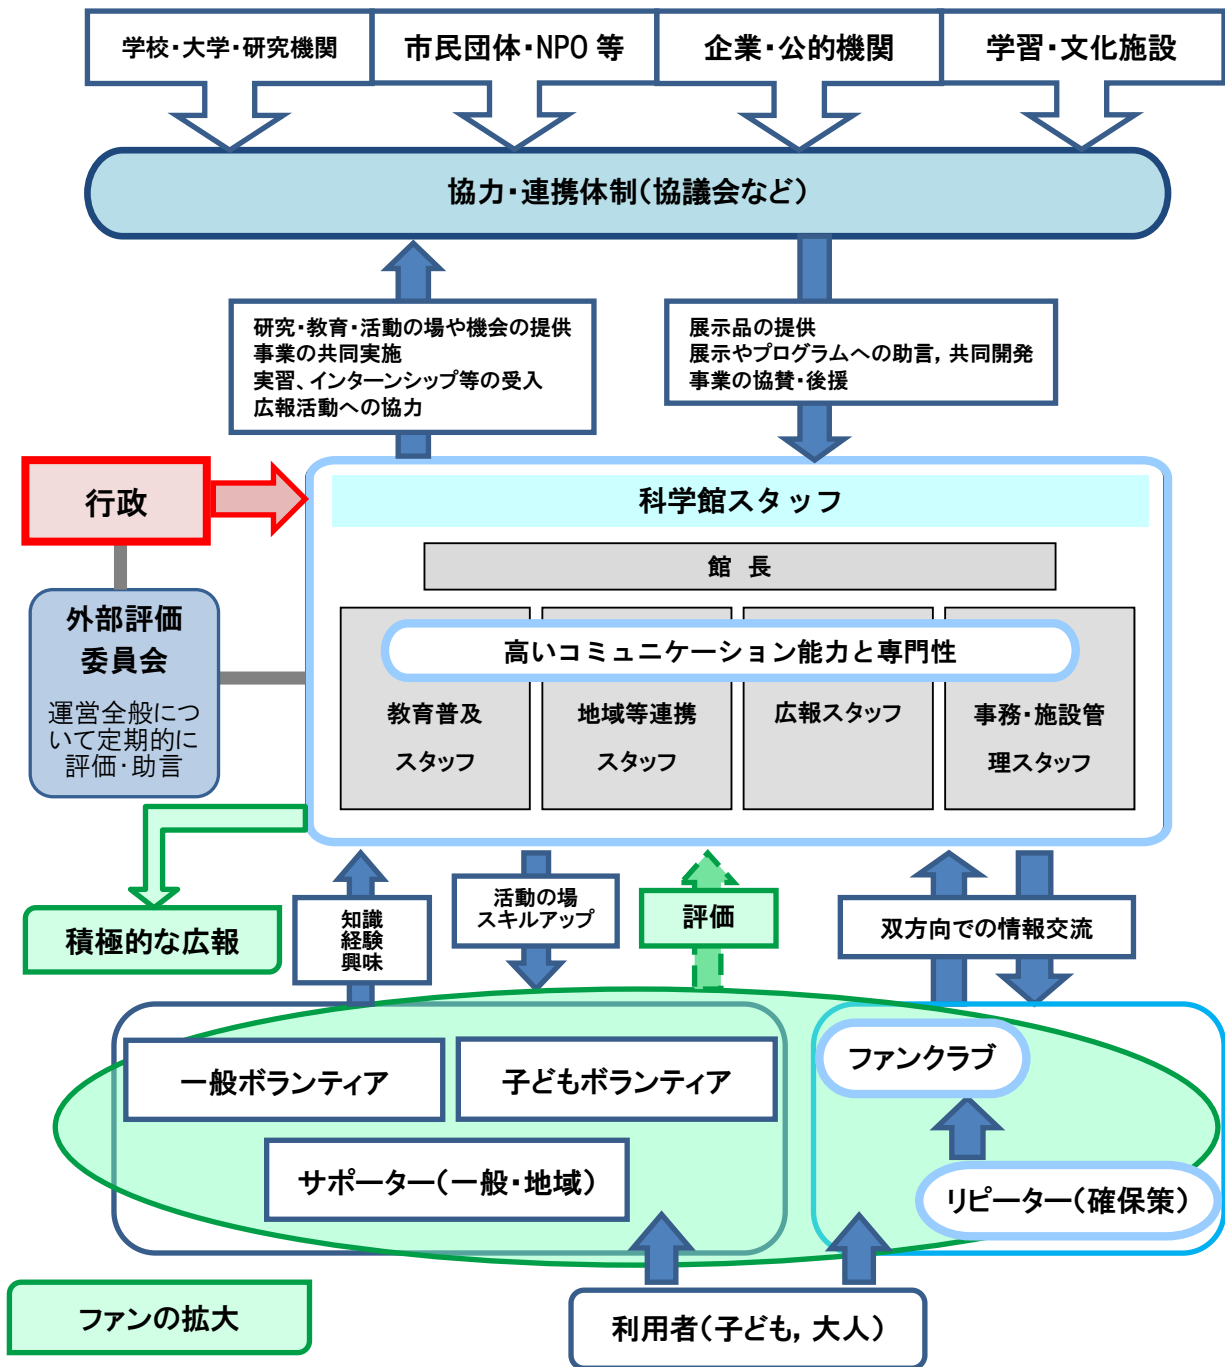 学校・大学・研究機関
市民団体・NPO 等
企業・公的機関
学習・文化施設
協力・連携体制(協議会など)
研究・教育・活動の場や機会の提供
事業の共同実施
実習、インターンシップ等の受入
広報活動への協力
展示品の提供
展示やプログラムへの助言, 共同開発
事業の協賛・後援
行政
科学館スタッフ
館 長
外部評価
委員会
運営全般につ
いて定期的に
評価・助言
高いコミュニケーション能力と専門性
教育普及
スタッフ
地域等連携
スタッフ
広報スタッフ
事務・施設管
理スタッフ
積極的な広報
知識
経験
興味
活動の場
スキルアップ
評価
双方向での情報交流
一般ボランティア
子どもボランティア
サポーター(一般・地域)
ファンクラブ
リピーター(確保策)
ファンの拡大
利用者(子ども, 大人)